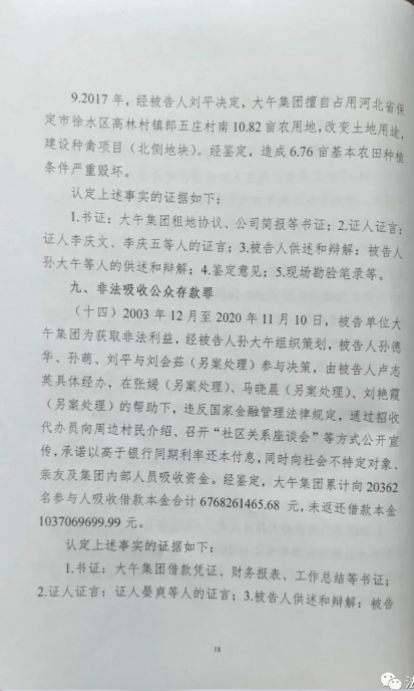 9.2017 年，经被告人刘平决定，大午集团擅自占用河北省保
定市徐水区高林村镇郎五庄村南 10.82 亩农用地，改变土地用途，
建设种禽项目（北侧地块）。经鉴定，造成 6.76 亩基本农田种植
条件严重毁坏。
认定上述事实的证据如下：
1.书证：大午集团租地协议、公司简报等书证；2.证人证言：
证人李庆文、李庆五等人的证言；3.被告人供述和辩解：被告人
孙大午等人的供述和辩解；4.鉴定意见；5.现场勘验笔录等。
九、非法吸收公众存款罪
（十四）2003 年 12 月至 2020 年 11 月 10 日，被告单位大
午集团为获取非法利益，经被告人孙大午组织策划，被告人孙德
华、孙萌、刘平与刘会茹（另案处理）参与决策，由被告人卢志
英具体经办，在张媛（另案处理）、马晓晨（另案处理）、刘艳霞
（另案处理）的帮助下，违反国家金融管理法律规定，通过招收
代办员向周边村民介绍、召开“社区关系座谈会”等方式公开宣
传，承诺以高于银行同期利率还本付息，同时向社会不特定对象、
亲友及集团内部人员吸收资金。经鉴定，大午集团累计向 20362
名参与人吸收借款本金合计 6768261465.68 元，未返还借款本金
1037069699.99 元。
认定上述事实的证据如下：
1.书证：大午集团借款凭证、财务报表、工作总结等书证；
2.证人证言：证人晏爽等人的证言；3.被告人供述和辩解：被告
18